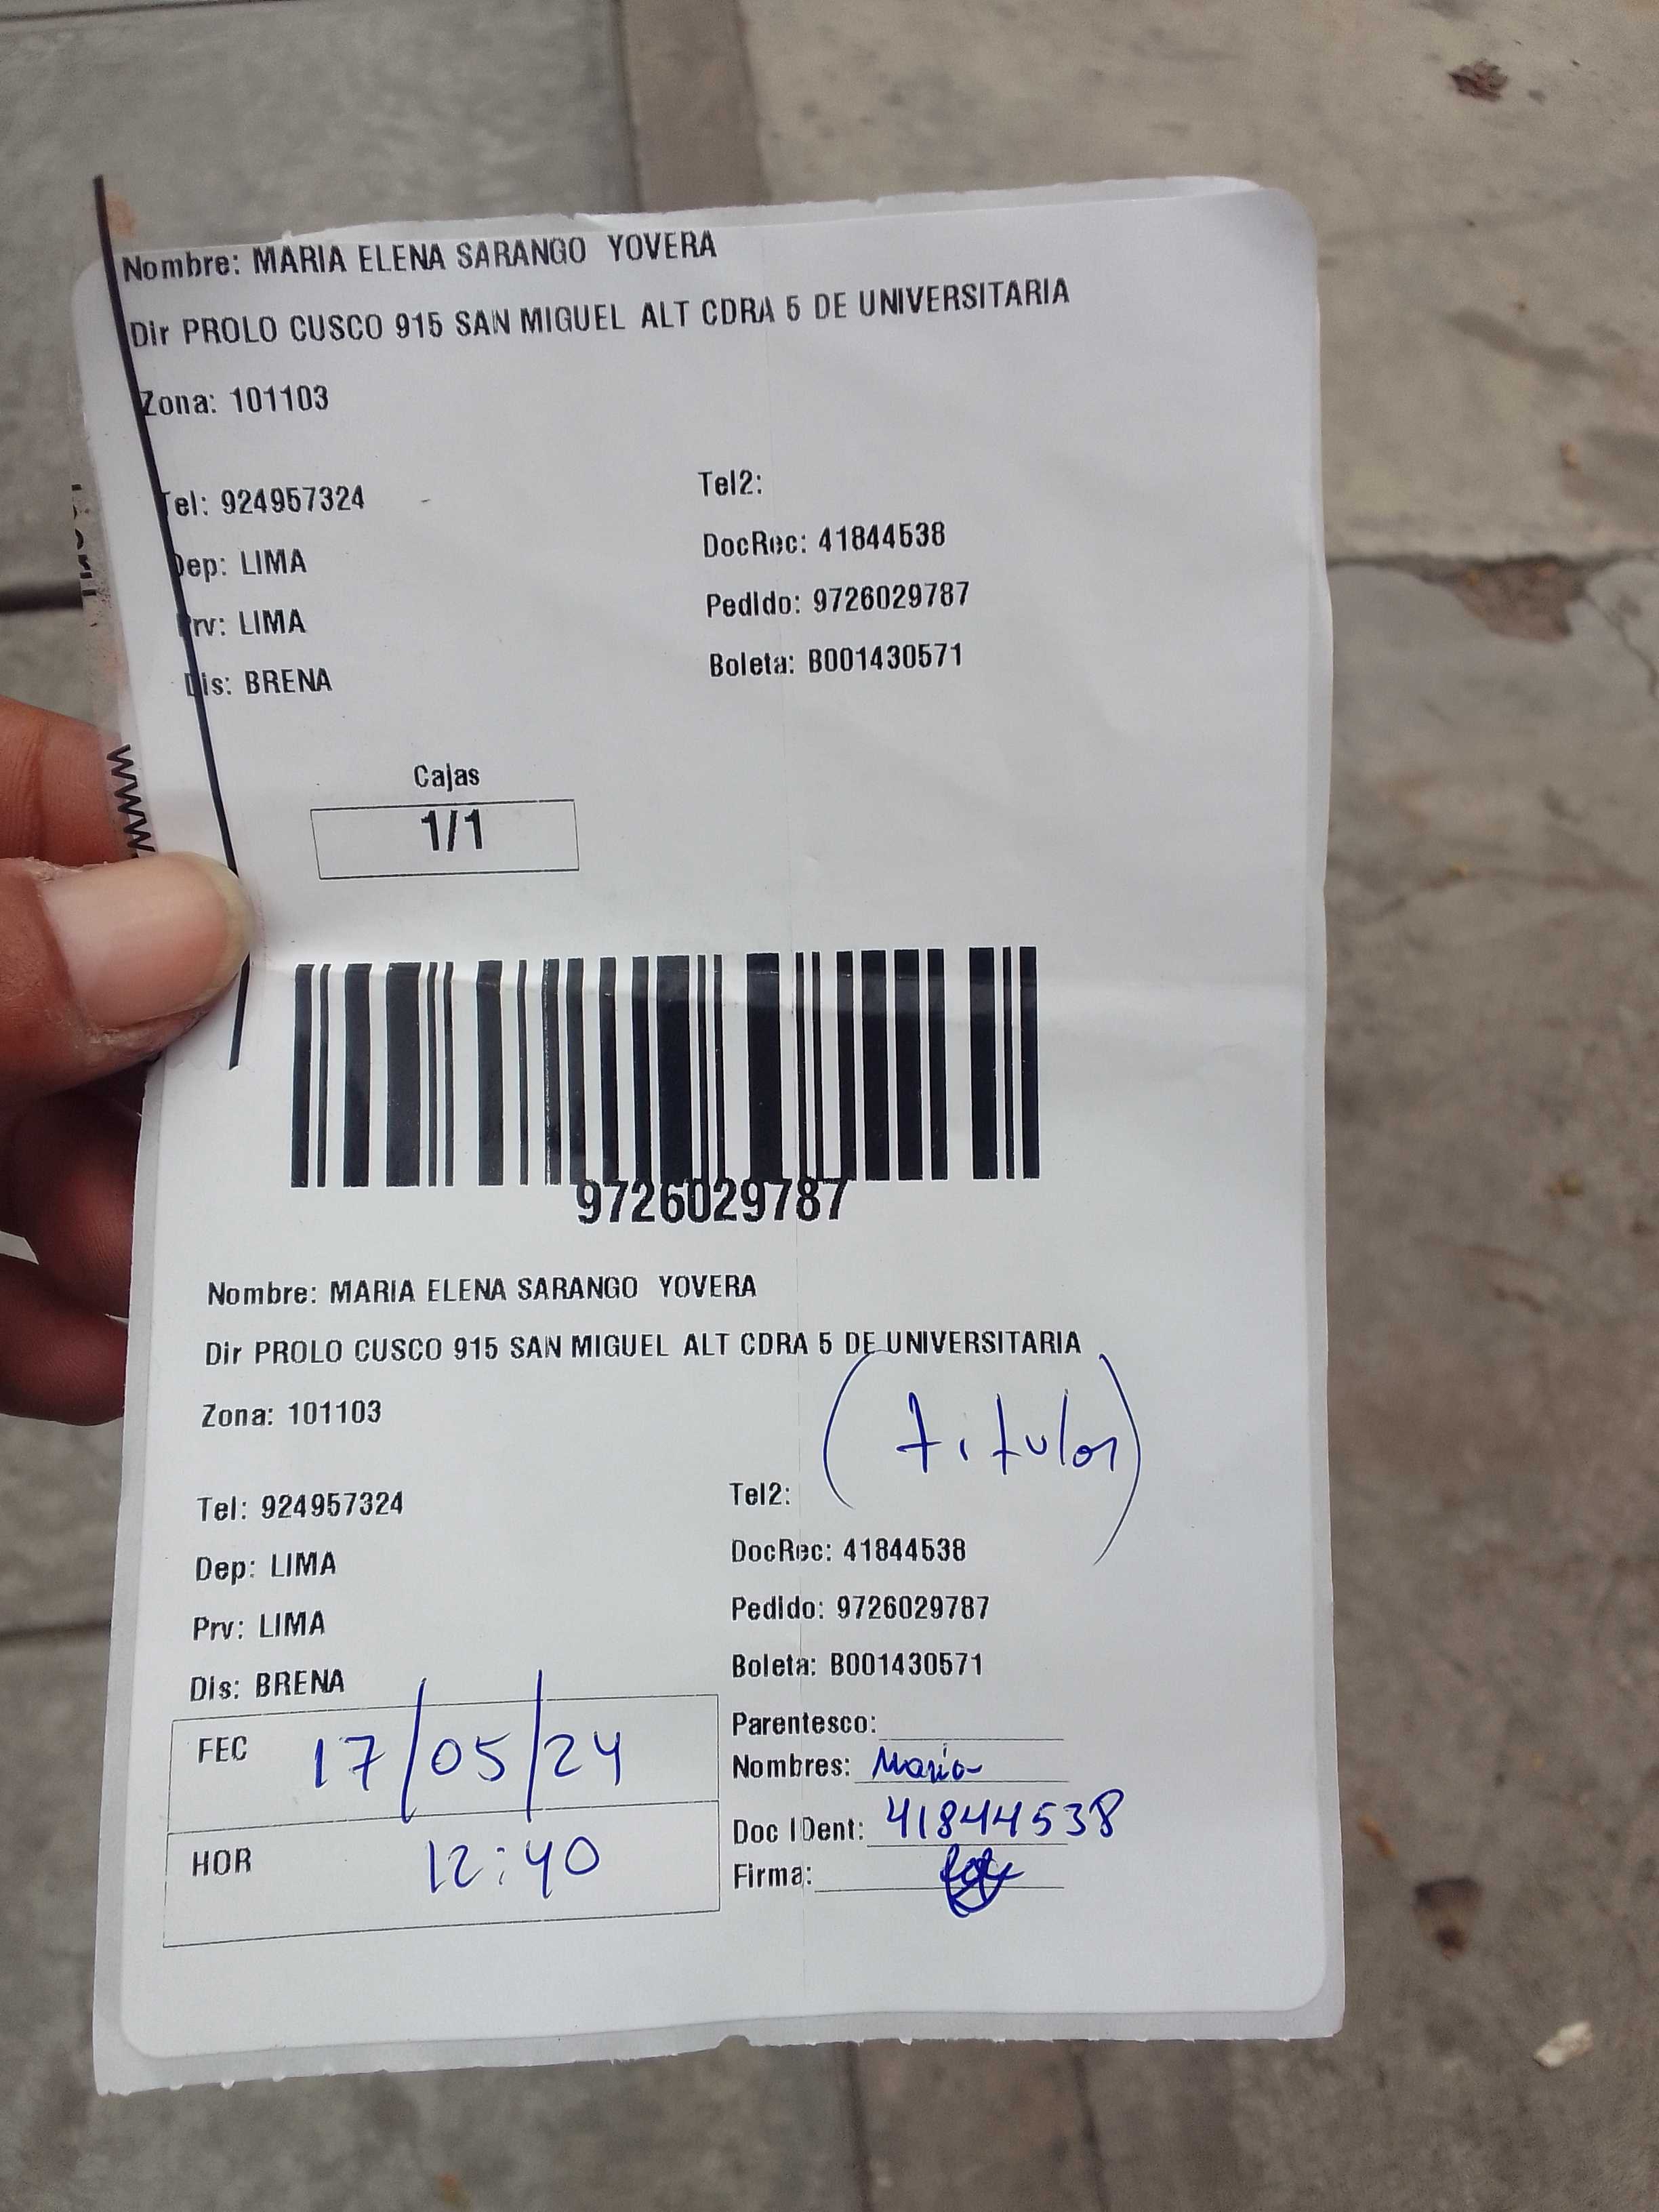 Nombre: MARIA ELENA SARANGO YOVERA
Dir PROLO CUSCO 915 SAN MIGUEL ALT CDRA 5 DE UNIVERSITARIA
Zona: 101103
Tel: 924957324
Tel2:
Dep: LIMA
DocRec: 41844538
Prv: LIMA
Pedido: 9726029787
Dis: BRENA
Boleta: B001430571
Cajas
1/1
www.
9726029787
Nombre: MARIA ELENA SARANGO YOVERA
Dir PROLO CUSCO 915 SAN MIGUEL ALT CDRA 5 DE UNIVERSITARIA
Zona: 101103
(titular)
Tel: 924957324
Tel2:
Dep: LIMA
DocRec: 41844538
Prv: LIMA
Pedido: 9726029787
Dis: BRENA
Boleta: B001430571
FEC 17/05/24
HOR 12:40
Parentesco:
Nombres: Maria
Doc IDent: 41844538
Firma: